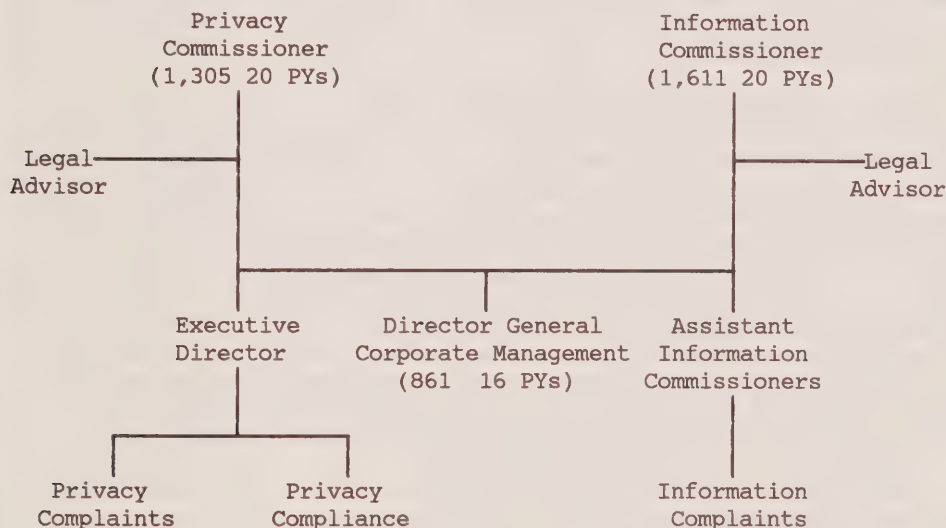 Privacy
Commissioner
(1,305 20 PYs)
Information
Commissioner
(1,611 20 PYs)
Legal
Advisor
Legal
Advisor
Executive
Director
Director General
Corporate Management
(861  16 PYs)
Assistant
Information
Commissioners
Privacy
Complaints
Privacy
Compliance
Information
Complaints